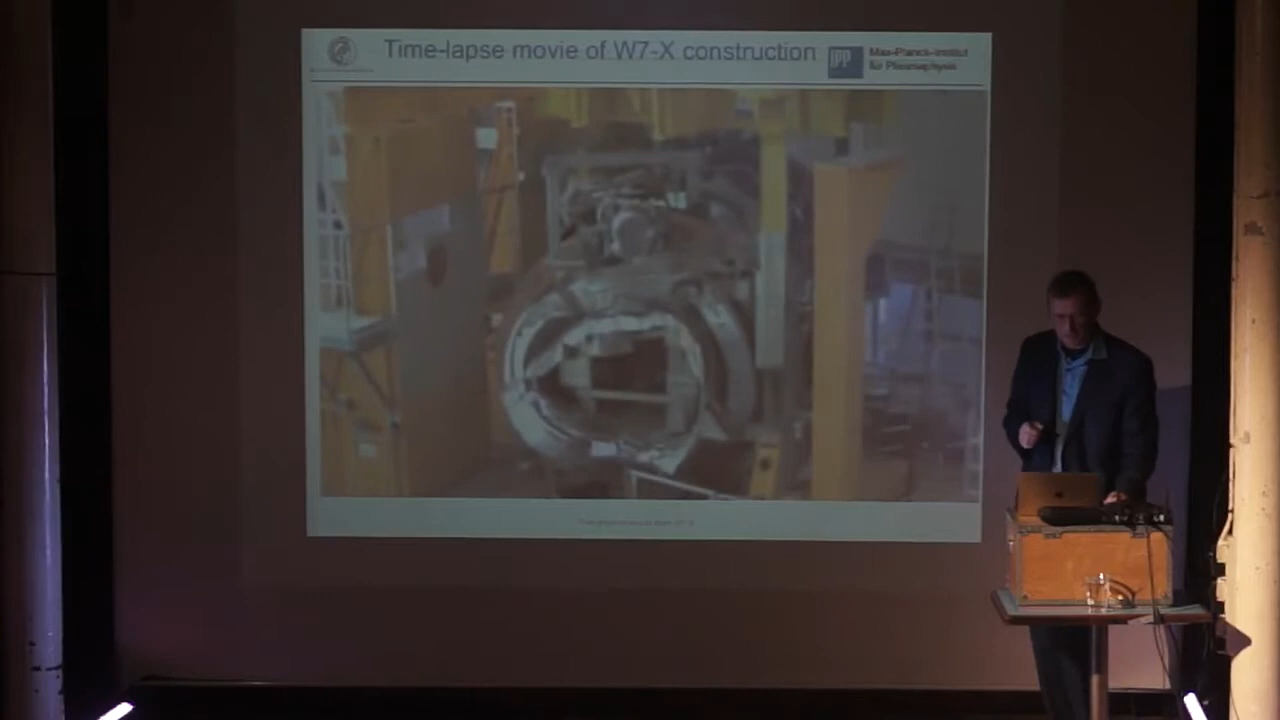 Time-lapse movie of W7-X construction
IPP
Max-Planck-Institut
für Plasmaphysik